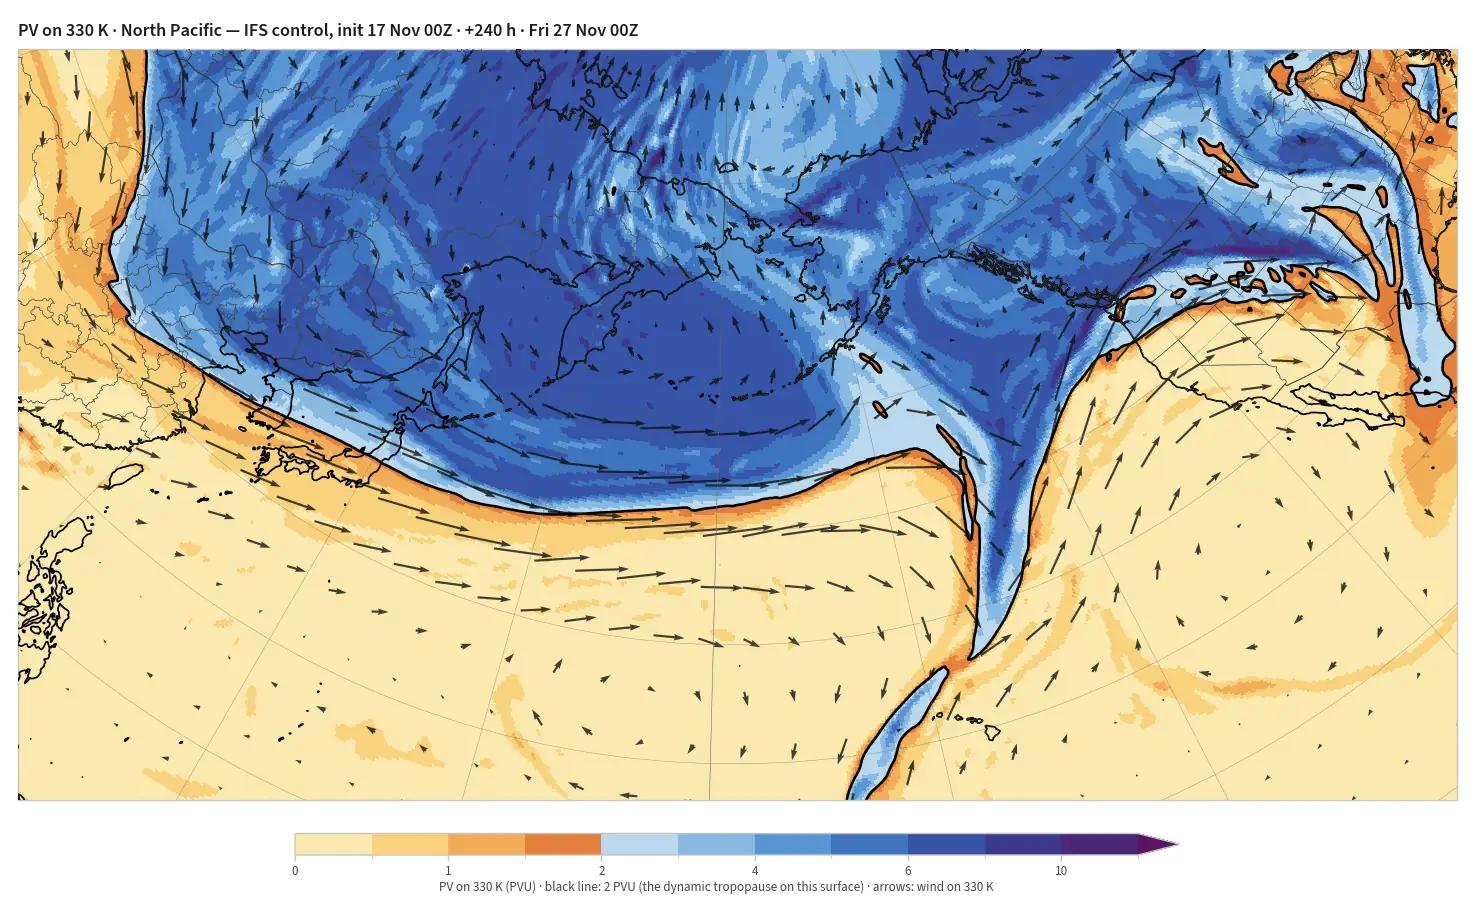 PV on 330 K · North Pacific — IFS control, init 17 Nov 00Z · +240 h · Fri 27 Nov 00Z
0 1 2 4 6 10
PV on 330 K (PVU) · black line: 2 PVU (the dynamic tropopause on this surface) · arrows: wind on 330 K